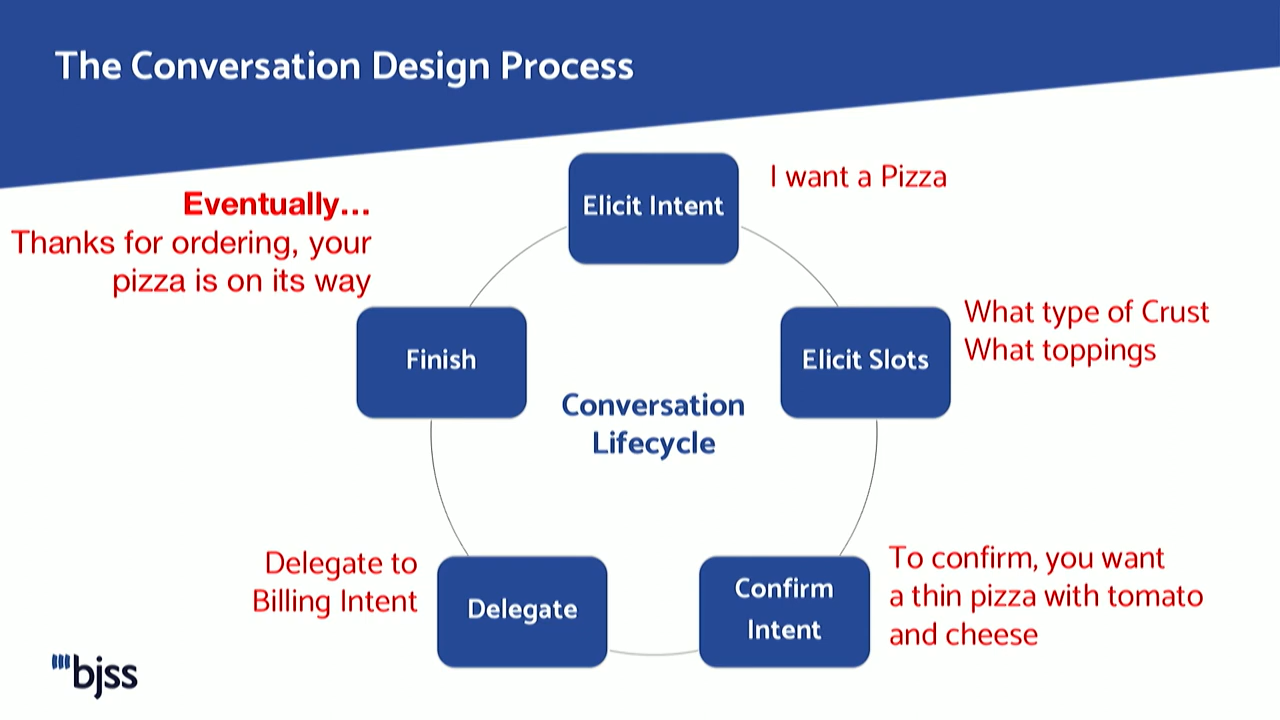 The Conversation Design Process
Elicit Intent
I want a Pizza
Eventually...
Thanks for ordering, your
pizza is on its way
What type of Crust
What toppings
Finish
Elicit Slots
Conversation
Lifecycle
Delegate to
Billing Intent
Delegate
Confirm
Intent
To confirm, you want
a thin pizza with tomato
and cheese
bjss